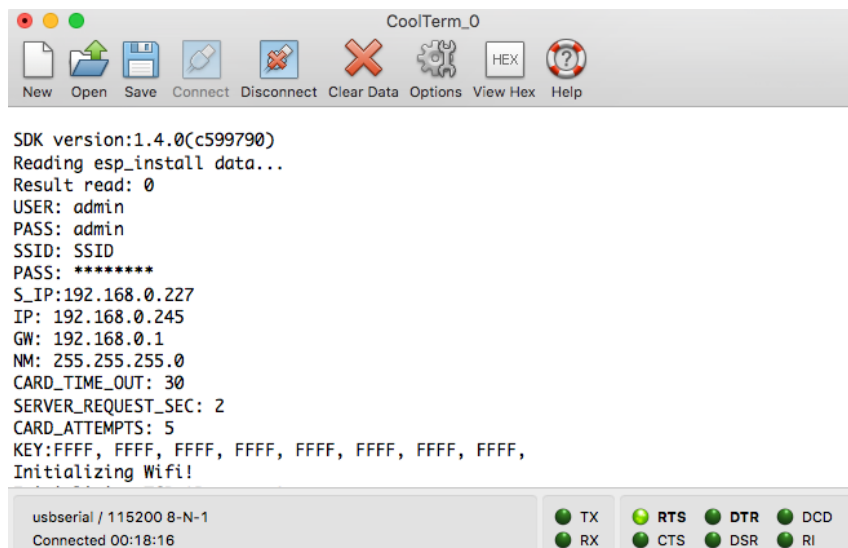 CoolTerm_0
HEX
New Open Save Connect Disconnect Clear Data Options View Hex Help
SDK version:1.4.0(c599790)
Reading esp_install data...
Result read: 0
USER: admin
PASS: admin
SSID: SSID
PASS: ********
S_IP:192.168.0.227
IP: 192.168.0.245
GW: 192.168.0.1
NM: 255.255.255.0
CARD_TIME_OUT: 30
SERVER_REQUEST_SEC: 2
CARD_ATTEMPTS: 5
KEY:FFFF, FFFF, FFFF, FFFF, FFFF, FFFF, FFFF, FFFF,
Initializing Wifi!
usbserial / 115200 8-N-1 TX RTS DTR DCD
Connected 00:18:16 RX CTS DSR RI